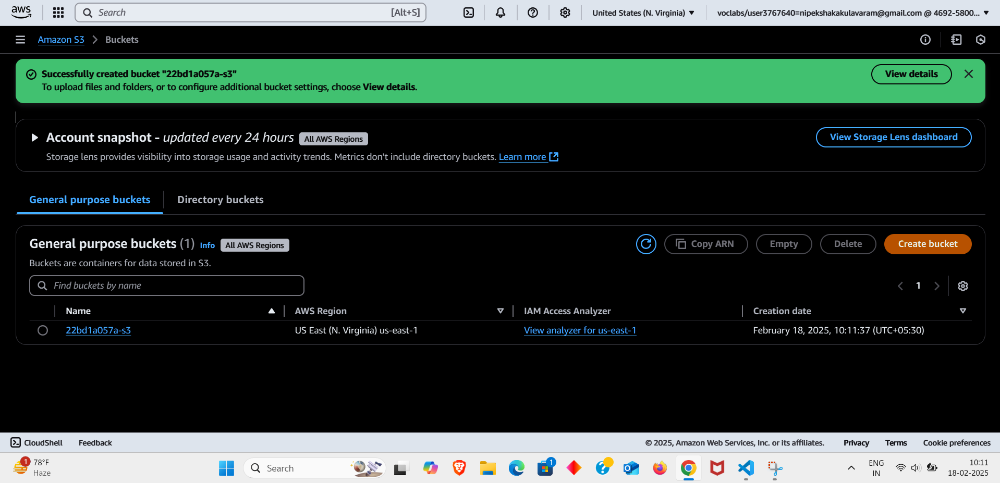 aws
Search
[Alt+S]
United States (N. Virginia)
voclabs/user3767640=nipekshakakulavaram@gmail.com @ 4692-5800...
Amazon S3
Buckets
Successfully created bucket "22bd1a057a-s3"
To upload files and folders, or to configure additional bucket settings, choose View details.
View details
Account snapshot - updated every 24 hours
All AWS Regions
View Storage Lens dashboard
Storage lens provides visibility into storage usage and activity trends. Metrics don't include directory buckets. Learn more
General purpose buckets
Directory buckets
General purpose buckets (1)
Info
All AWS Regions
Copy ARN
Empty
Delete
Create bucket
Buckets are containers for data stored in S3.
Find buckets by name
1
Name
AWS Region
IAM Access Analyzer
Creation date
22bd1a057a-s3
US East (N. Virginia) us-east-1
View analyzer for us-east-1
February 18, 2025, 10:11:37 (UTC+05:30)
CloudShell
Feedback
© 2025, Amazon Web Services, Inc. or its affiliates.
Privacy
Terms
Cookie preferences
1
78°F
Haze
Search
1
ENG
IN
10:11
18-02-2025